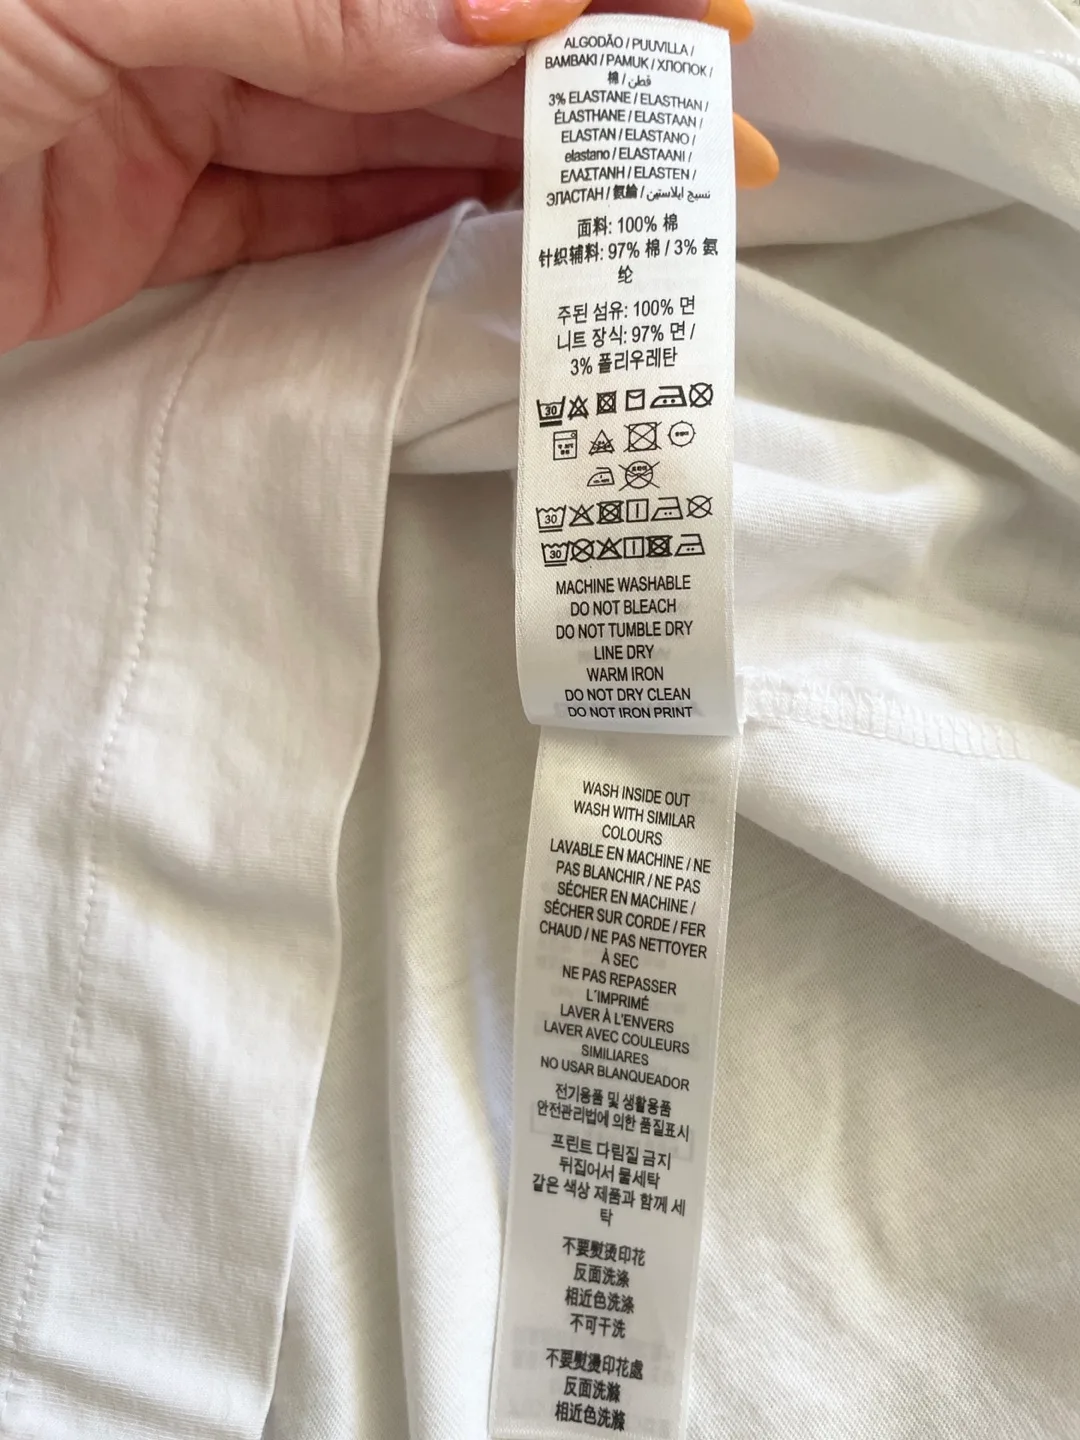 ALGODÃO / PUUVILLA /
BAMBAKI / PAMUK / ХЛОПОК /
棉 / قطن /
3% ELASTANE / ELASTHAN /
ÉLASTHANE / ELASTAAN /
ELASTAN / ELASTANO /
elastano / ELASTAANI /
ΕΛΑΣΤΑΝΗ / ELASTEN /
ЭЛАСТАН / 氨綸 / نسيج ايلاستين
面料: 100% 棉
针织辅料: 97% 棉 / 3% 氨
纶
주된 섬유: 100% 면
니트 장식: 97% 면 /
3% 폴리우레탄
30
30
30
MACHINE WASHABLE
DO NOT BLEACH
DO NOT TUMBLE DRY
LINE DRY
WARM IRON
DO NOT DRY CLEAN
DO NOT IRON PRINT
WASH INSIDE OUT
WASH WITH SIMILAR
COLOURS
LAVABLE EN MACHINE / NE
PAS BLANCHIR / NE PAS
SÉCHER EN MACHINE /
SÉCHER SUR CORDE / FER
CHAUD / NE PAS NETTOYER
À SEC
NE PAS REPASSER
L'IMPRIMÉ
LAVER À L'ENVERS
LAVER AVEC COULEURS
SIMILIARES
NO USAR BLANQUEADOR
전기용품 및 생활용품
안전관리법에 의한 품질표시
프린트 다림질 금지
뒤집어서 물세탁
같은 색상 제품과 함께 세
탁
不要熨烫印花
反面洗涤
相近色洗涤
不可干洗
不要熨燙印花處
反面洗滌
相近色洗滌